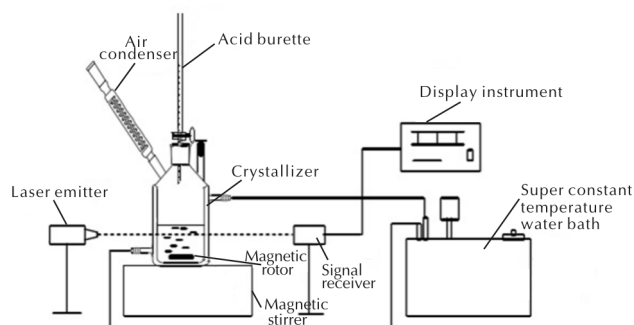 Air
condenser
Acid burette
Display instrument
Crystallizer
Laser emitter
Super constant
temperature
water bath
Magnetic
rotor
Signal
receiver
Magnetic
stirrer